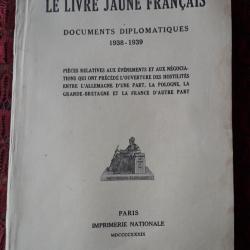 LE LIVRE JAUNE FRANÇAIS
DOCUMENTS DIPLOMATIQUES
1938-1939
PIÈCES RELATIVES AUX ÉVÉNEMENTS ET AUX NÉGOCIA-
TIONS QUI ONT PRÉCÉDÉ L'OUVERTURE DES HOSTILITÉS
ENTRE L'ALLEMAGNE D'UNE PART, LA POLOGNE, LA
GRANDE-BRETAGNE ET LA FRANCE D'AUTRE PART
PARIS
IMPRIMERIE NATIONALE
MDCCCCXXXIX